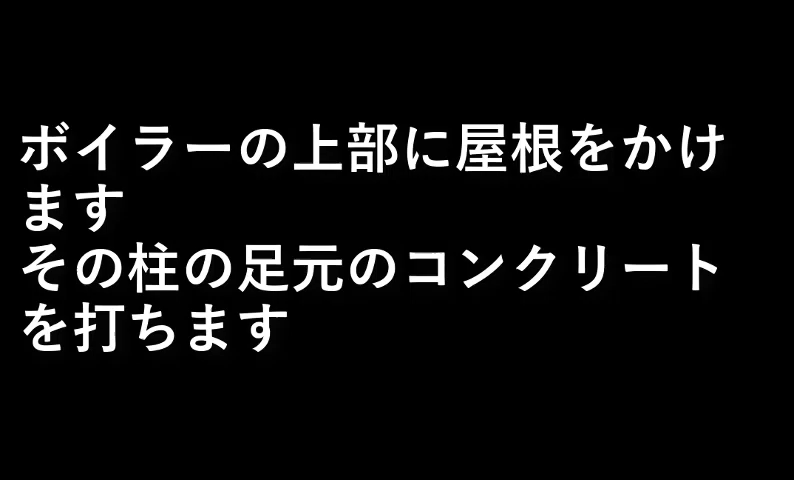 ボイラーの上部に屋根をかけ
ます
その柱の足元のコンクリート
を打ちます